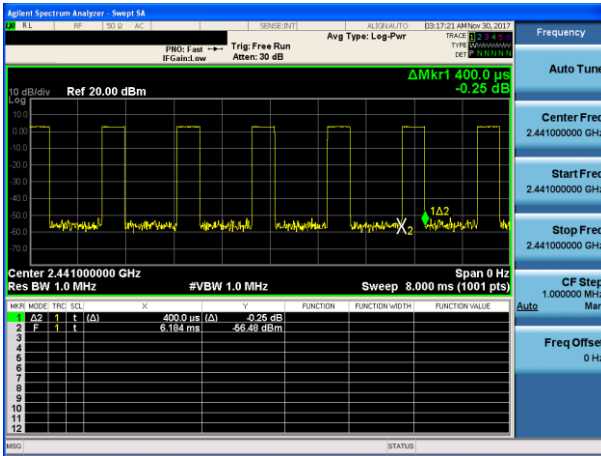 Agilent Spectrum Analyzer - Swept SA
RL RF 50 Ω AC SENSE:INT ALIGN AUTO 03:17:21 AM Nov 30, 2017
PNO: Fast Trig: Free Run Avg Type: Log-Pwr TRACE 1 2 3 4 5 6
IFGain:Low Atten: 30 dB TYPE WWWWWW
DET P N N N N N
ΔMkr1 400.0 µs
-0.25 dB
10 dB/div Ref 20.00 dBm
Log
10.0
0.00
-10.0
-20.0
-30.0
-40.0
-50.0
-60.0
-70.0
1Δ2
2
Center 2.441000000 GHz Span 0 Hz
Res BW 1.0 MHz #VBW 1.0 MHz Sweep 8.000 ms (1001 pts)
MKR MODE TRC SCL X Y FUNCTION FUNCTION WIDTH FUNCTION VALUE
1 Δ2 1 t (Δ) 400.0 µs (Δ) -0.25 dB
2 F 1 t 6.184 ms -56.48 dBm
3
4
5
6
7
8
9
10
11
12
MSG STATUS
Frequency
Auto Tune
Center Freq
2.441000000 GHz
Start Freq
2.441000000 GHz
Stop Freq
2.441000000 GHz
CF Step
1.000000 MHz
Auto Man
Freq Offset
0 Hz